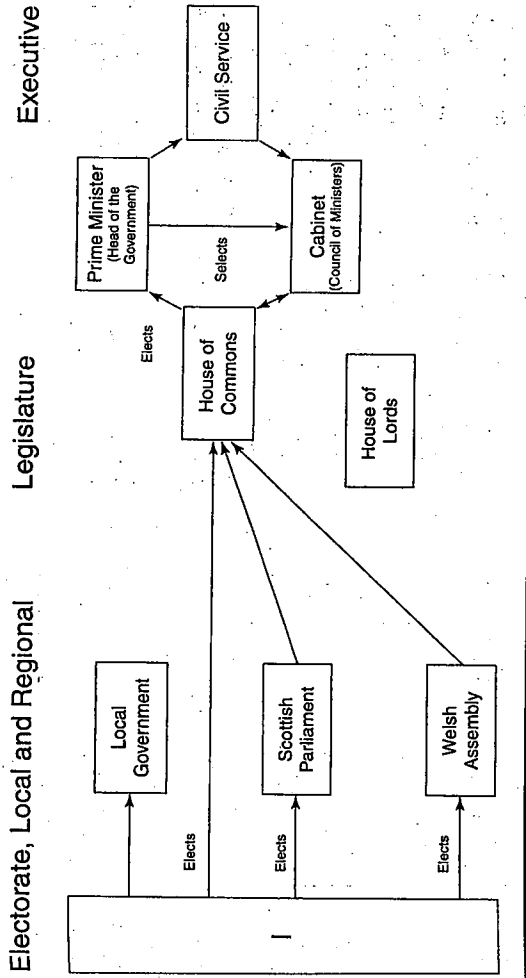 Electorate, Local and Regional
Legislature
Executive
Local
Government
Elects
Scottish
Parliament
Elects
Welsh
Assembly
Elects
House of
Commons
House of
Lords
Elects
Prime Minister
(Head of the
Government)
Selects
Cabinet
(Council of Ministers)
Civil Service